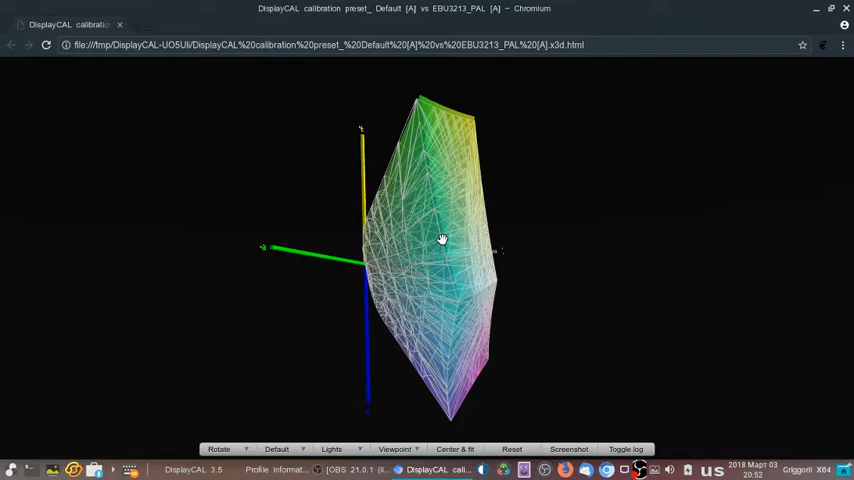 DisplayCAL calibration preset_ Default [A] vs EBU3213_PAL [A] – Chromium
DisplayCAL calibratio
file:///tmp/DisplayCAL-UO5Uli/DisplayCAL%20calibration%20preset_%20Default%20[A]%20vs%20EBU3213_PAL%20[A].x3d.html
Rotate Default Lights Viewpoint Center & fit Reset Screenshot Toggle log
DisplayCAL 3.5 Profile Informat... [OBS 21.0.1 (li... DisplayCAL cali... us 2018 Март 03 Griggorii X64
20:52